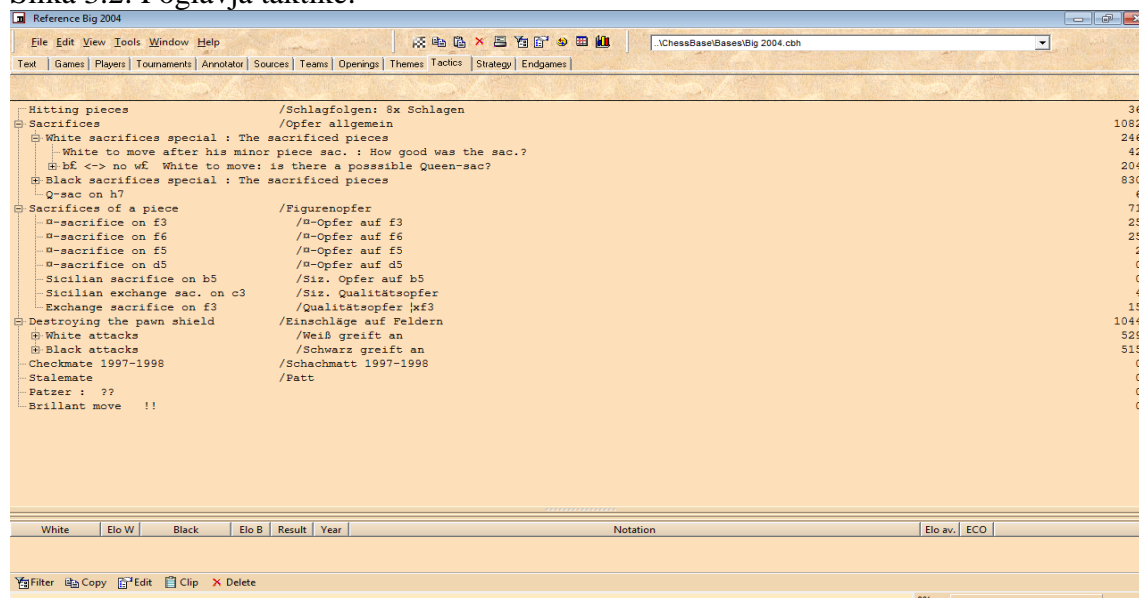 Slika 3.2. Poglavja taktike.
Reference Big 2004
File Edit View Tools Window Help ..\ChessBase\Bases\Big 2004.cbh
Text Games Players Tournaments Annotator Sources Teams Openings Themes Tactics Strategy Endgames
Hitting pieces /Schlagfolgen: 8x Schlagen 36
Sacrifices /Opfer allgemein 1082
White sacrifices special : The sacrificed pieces 246
White to move after his minor piece sac. : How good was the sac.? 42
b£ <-> no w£ White to move: is there a posssible Queen-sac? 204
Black sacrifices special : The sacrificed pieces 830
Q-sac on h7 6
Sacrifices of a piece /Figurenopfer 71
¤-sacrifice on f3 /¤-Opfer auf f3 25
¤-sacrifice on f6 /¤-Opfer auf f6 25
¤-sacrifice on f5 /¤-Opfer auf f5 2
¤-sacrifice on d5 /¤-Opfer auf d5 0
Sicilian sacrifice on b5 /Siz. Opfer auf b5 0
Sicilian exchange sac. on c3 /Siz. Qualitätsopfer 4
Exchange sacrifice on f3 /Qualitätsopfer ¦xf3 15
Destroying the pawn shield /Einschläge auf Feldern 1044
White attacks /Weiß greift an 529
Black attacks /Schwarz greift an 515
Checkmate 1997-1998 /Schachmatt 1997-1998 0
Stalemate /Patt 0
Patzer : ?? 0
Brillant move !! 0
White Elo W Black Elo B Result Year Notation Elo av. ECO
Filter Copy Edit Clip Delete